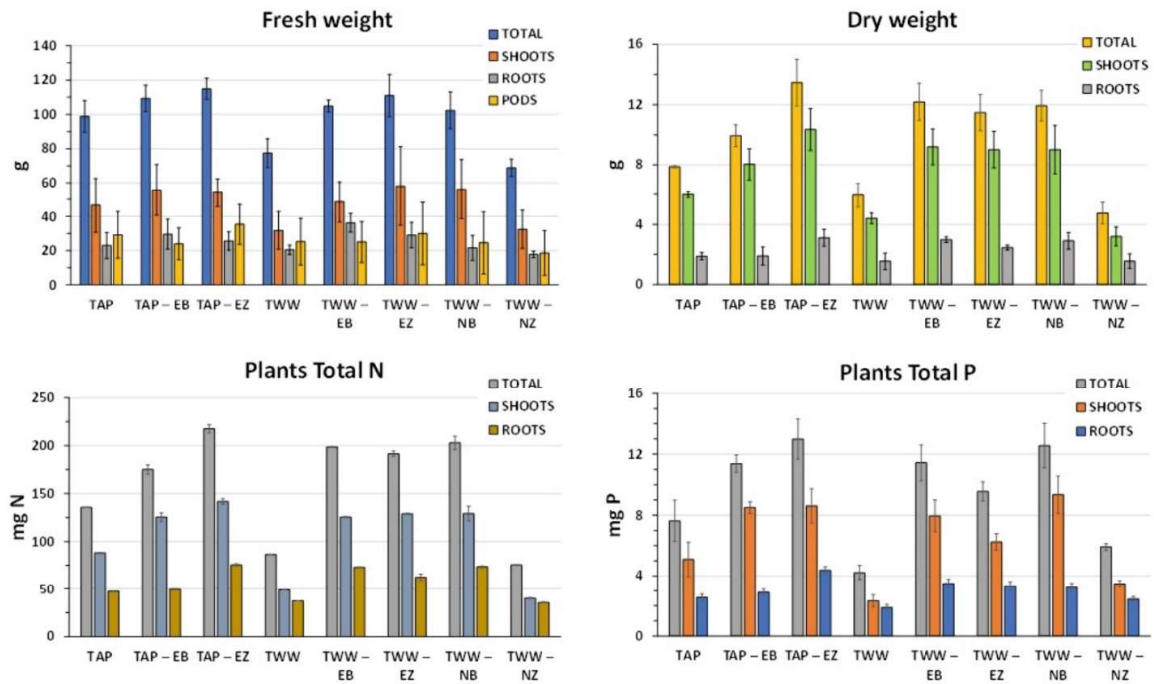 Fresh weight
TOTAL
SHOOTS
ROOTS
PODS
140
120
100
80
60
40
20
0
g
TAP
TAP – EB
TAP – EZ
TWW
TWW –
EB
TWW –
EZ
TWW –
NB
TWW –
NZ
Dry weight
TOTAL
SHOOTS
ROOTS
16
12
8
4
0
g
TAP
TAP – EB
TAP – EZ
TWW
TWW –
EB
TWW –
EZ
TWW –
NB
TWW –
NZ
Plants Total N
TOTAL
SHOOTS
ROOTS
250
200
150
100
50
0
mg N
TAP
TAP – EB
TAP – EZ
TWW
TWW –
EB
TWW –
EZ
TWW –
NB
TWW –
NZ
Plants Total P
TOTAL
SHOOTS
ROOTS
16
12
8
4
0
mg P
TAP
TAP – EB
TAP – EZ
TWW
TWW –
EB
TWW –
EZ
TWW –
NB
TWW –
NZ